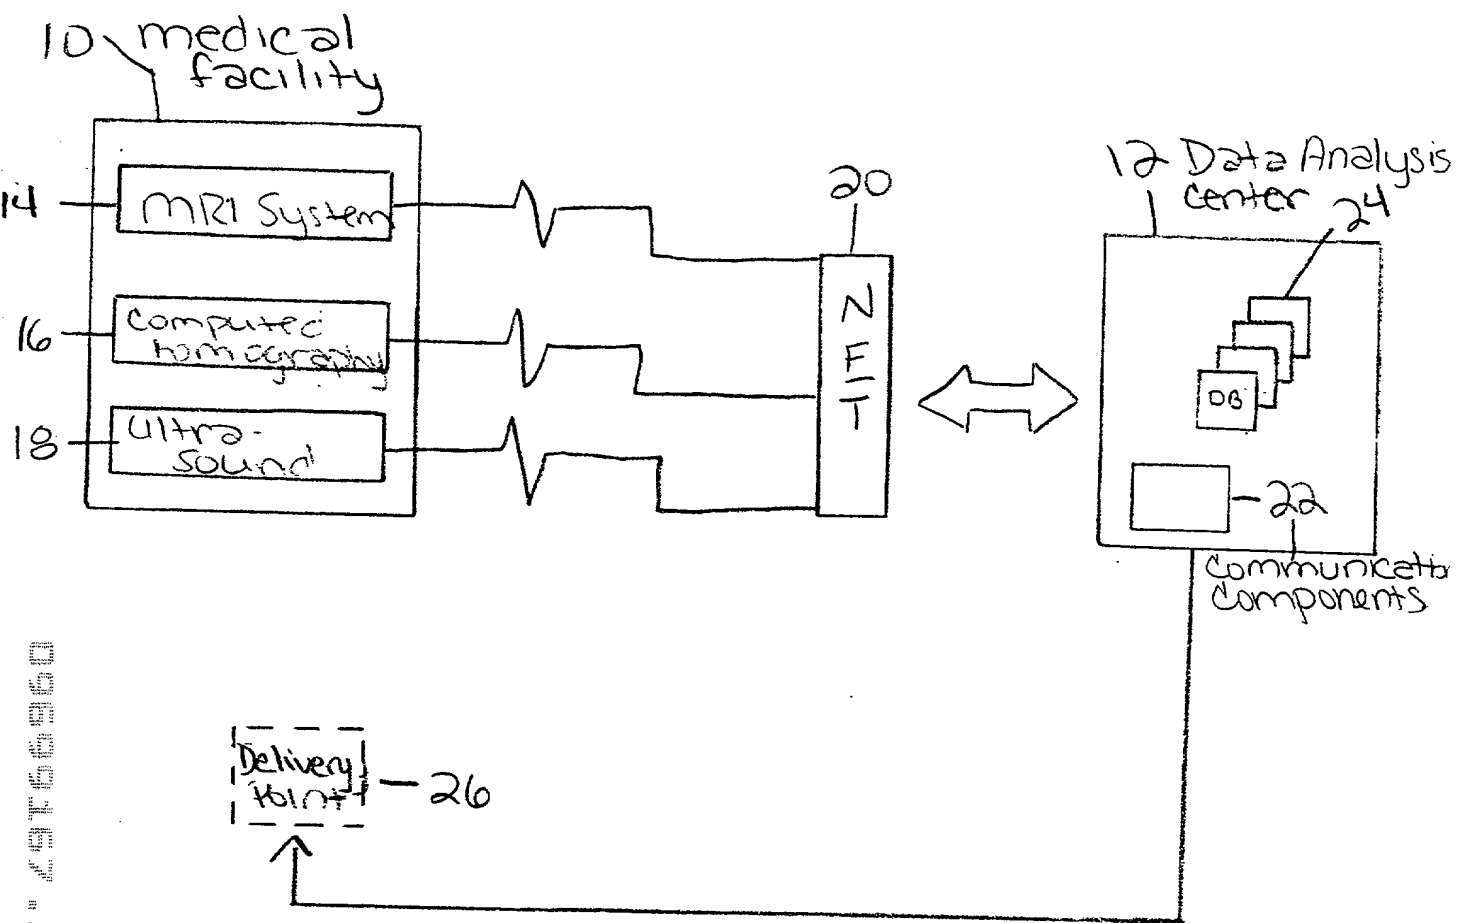 10 medical
facility
14
MRI System
16
Computed
tomography
18
Ultra-
sound
20
NET
12 Data Analysis
Center
24
DB
22
Components
Delivery
Point
26